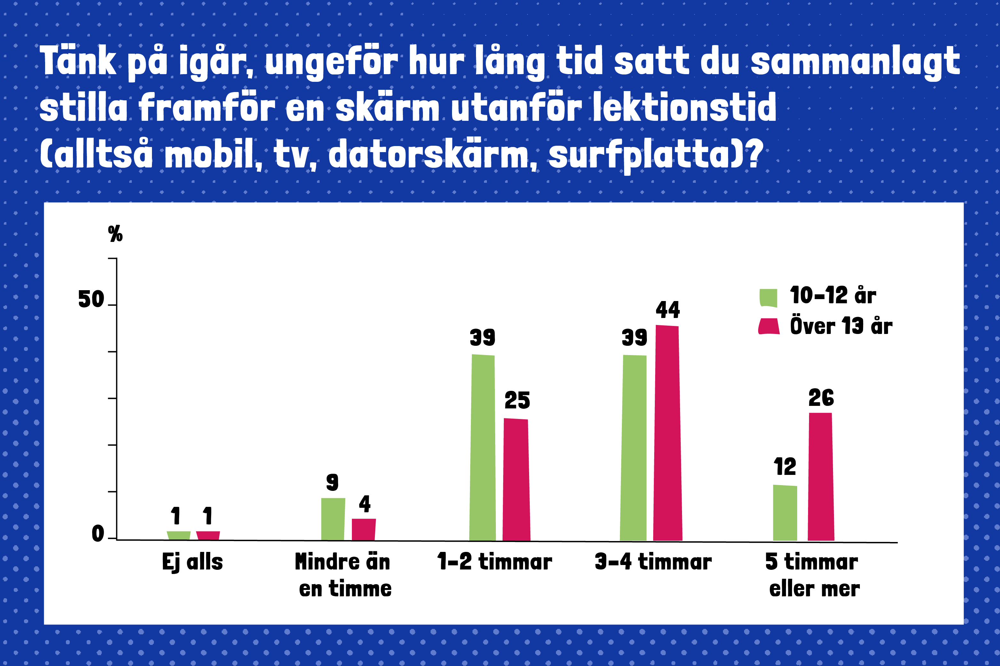 Tänk på igår, ungeför hur lång tid satt du sammanlagt
stilla framför en skärm utanför lektionstid
(alltså mobil, tv, datorskärm, surfplatta)?
%
50
0
10–12 år
Över 13 år
1
1
9
4
39
25
39
44
12
26
Ej alls
Mindre än
en timme
1–2 timmar
3–4 timmar
5 timmar
eller mer